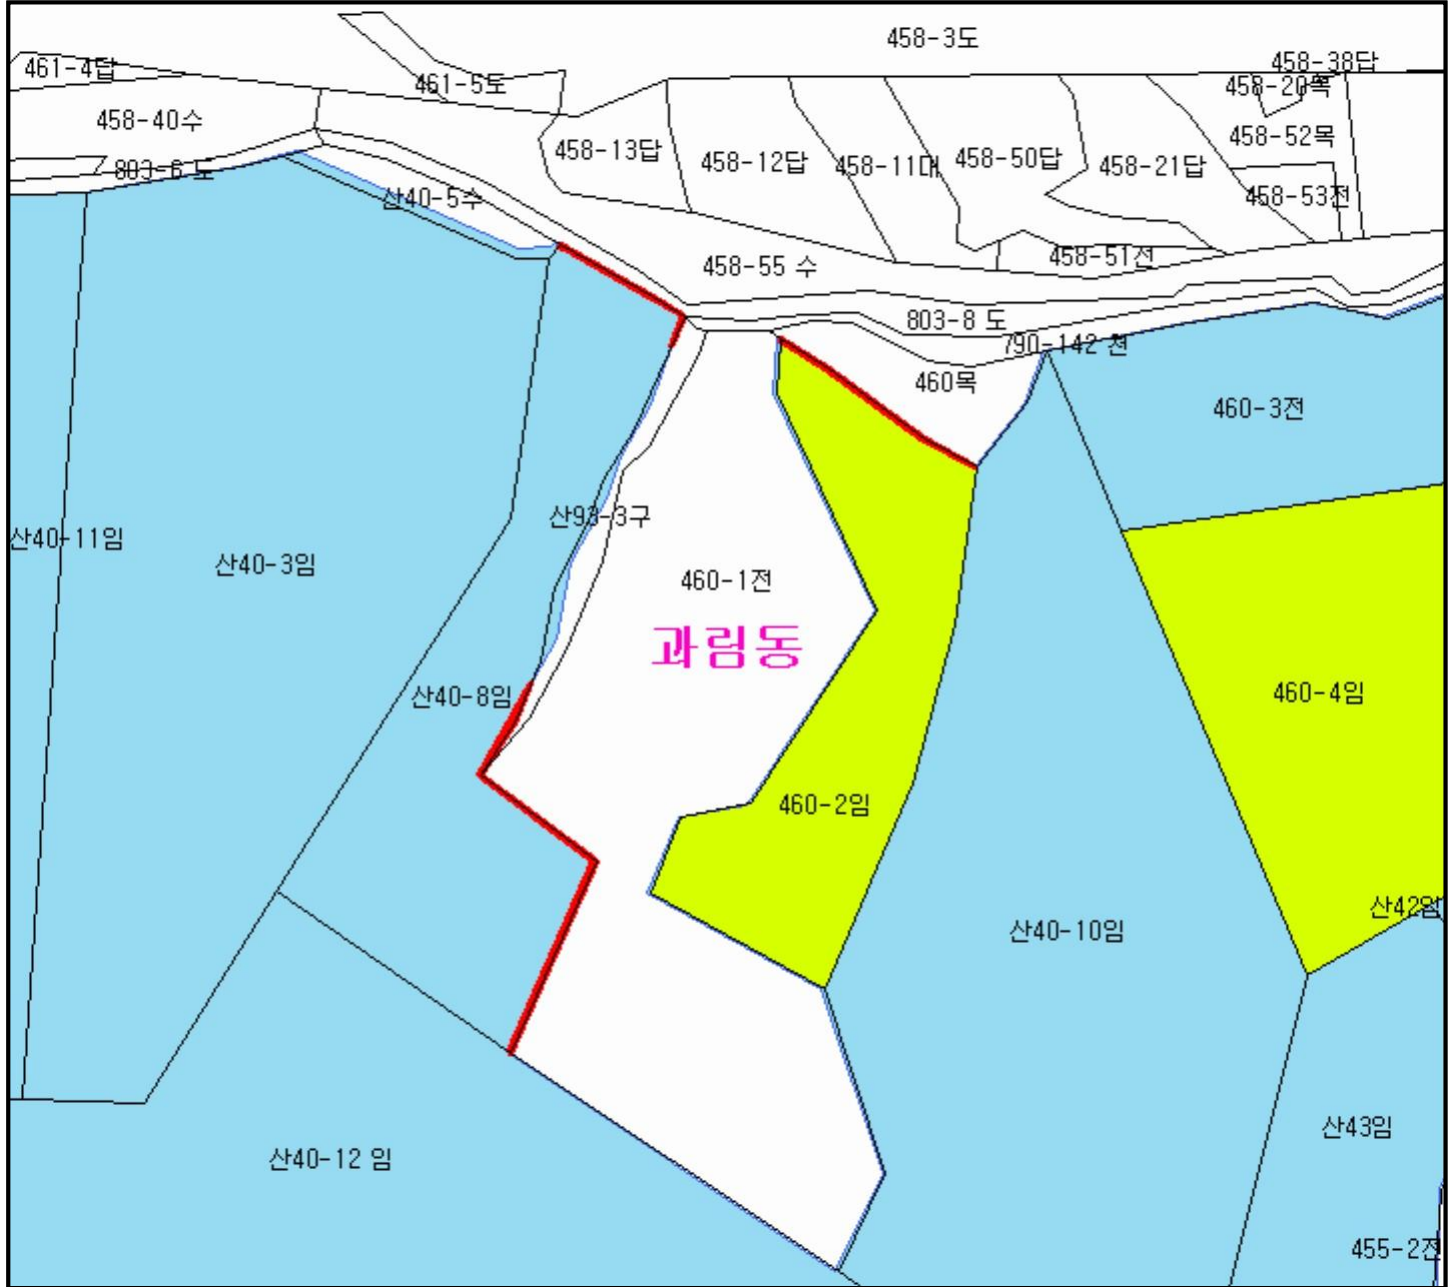 458-3도
461-4답
458-38답
461-5토
458-20목
458-40수
458-52목
458-13답
458-12답
458-11대
458-50답
458-21답
803-6 도
산40-5수
458-53전
458-55 수
458-51전
803-8 도
790-142 천
460목
460-3전
산93-3구
산40-11임
산40-3임
460-1전
과림동
산40-8임
460-4임
460-2임
산42임
산40-10임
산43임
산40-12 임
455-2전